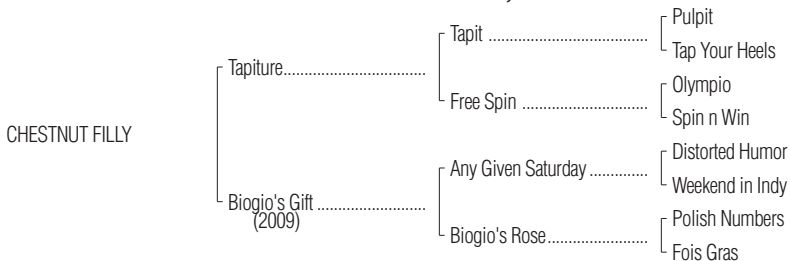 Pulpit
Tapit ........................................
Tap Your Heels
Tapiture...................................
Olympio
Free Spin ................................
Spin n Win
CHESTNUT FILLY
Distorted Humor
Any Given Saturday ..............
Weekend in Indy
Biogio's Gift ...........................
(2009)
Polish Numbers
Biogio's Rose.........................
Fois Gras